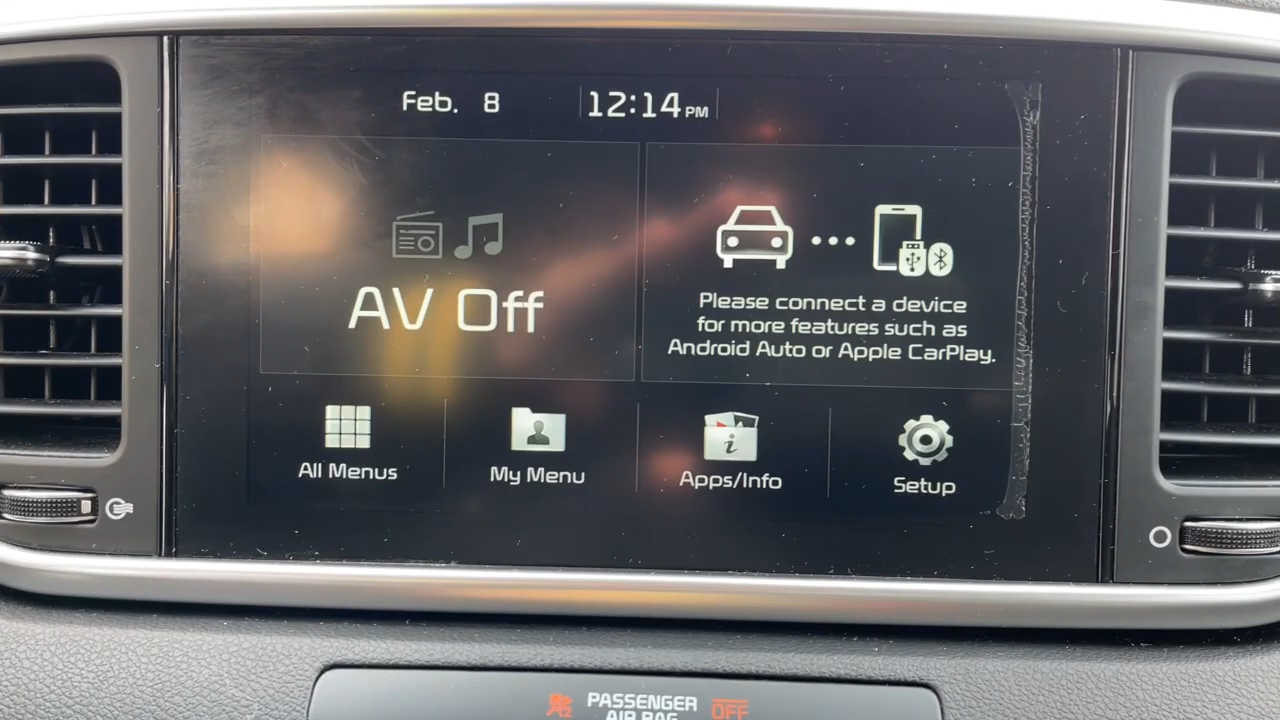 Feb. 8
12:14 PM
AV Off
Please connect a device
for more features such as
Android Auto or Apple CarPlay.
All Menus
My Menu
Apps/Info
Setup
PASSENGER
AIR BAG
OFF